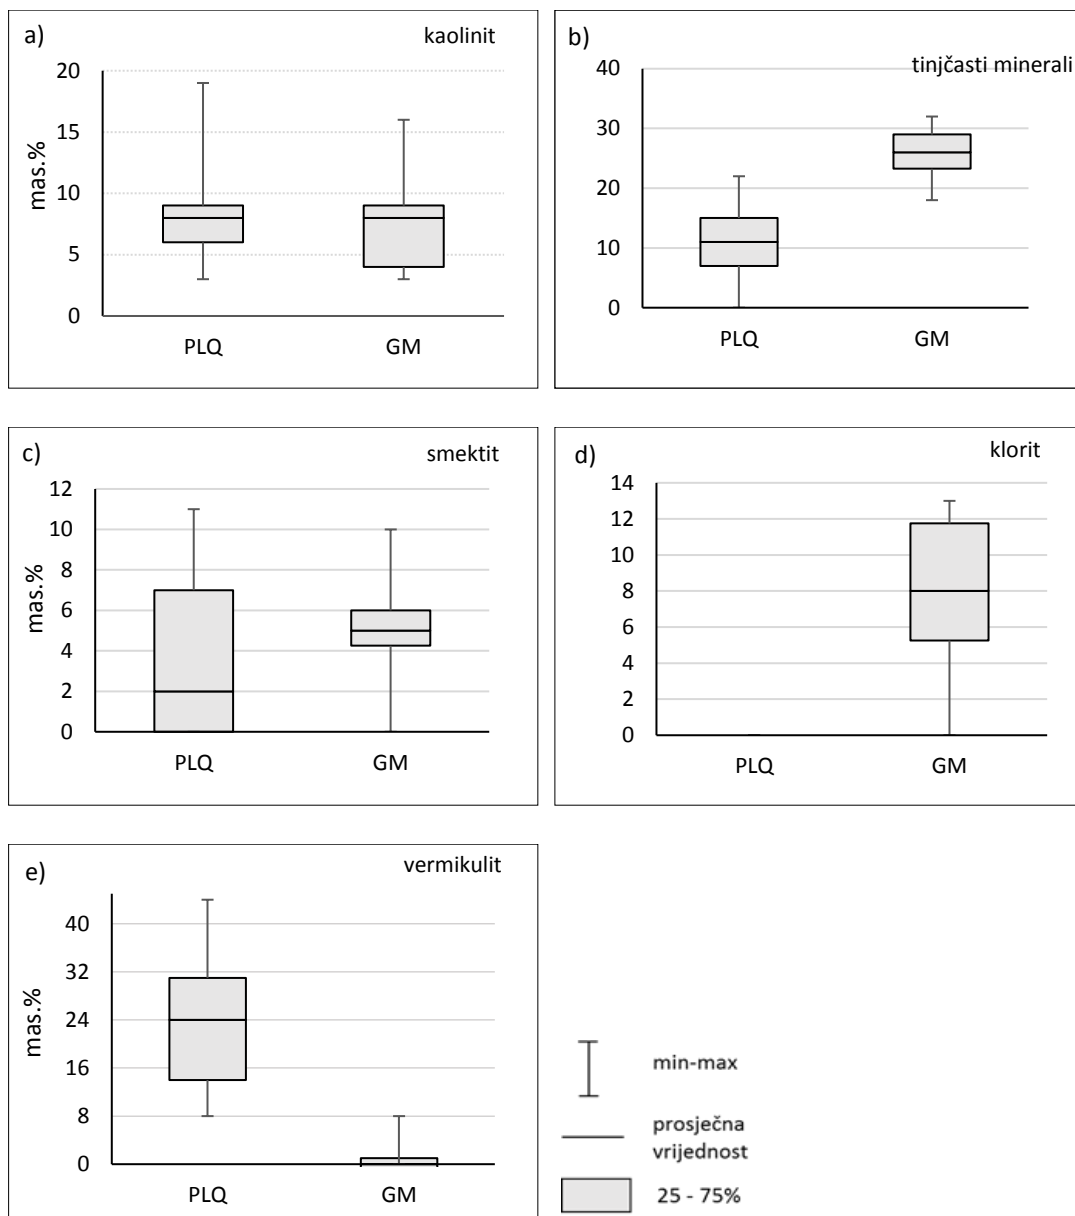 a)
kaolinit
mas.%
20
15
10
5
0
PLQ GM
b)
tinjčasti minerali
40
30
20
10
0
PLQ GM
c)
smektit
mas.%
12
10
8
6
4
2
0
PLQ GM
d)
klorit
14
12
10
8
6
4
2
0
PLQ GM
e)
vermikulit
mas.%
40
32
24
16
8
0
PLQ GM
min-max
prosječna
vrijednost
25 - 75%